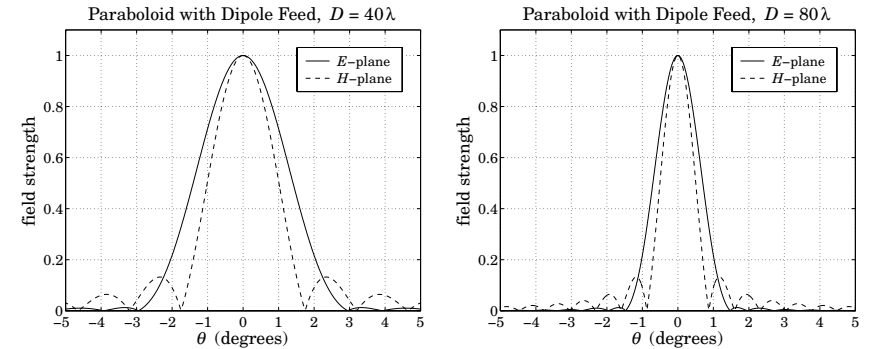 Paraboloid with Dipole Feed, D = 40λ
E−plane
H−plane
field strength
1
0.8
0.6
0.4
0.2
0
−5 −4 −3 −2 −1 0 1 2 3 4 5
θ (degrees)
Paraboloid with Dipole Feed, D = 80λ
E−plane
H−plane
field strength
1
0.8
0.6
0.4
0.2
0
−5 −4 −3 −2 −1 0 1 2 3 4 5
θ (degrees)